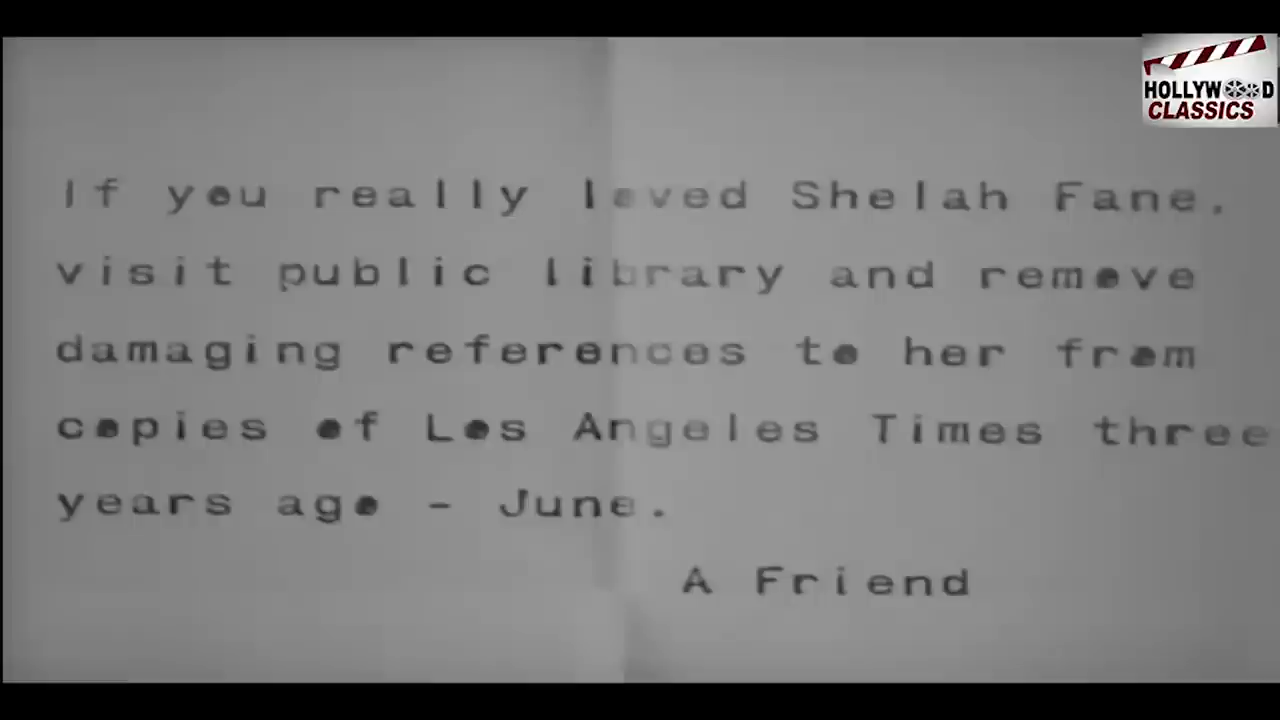 If you really loved Shelah Fane.
visit public library and remove
damaging references to her from
copies of Los Angeles Times three
years ago - June.
A Friend
HOLLYWOOD
CLASSICS